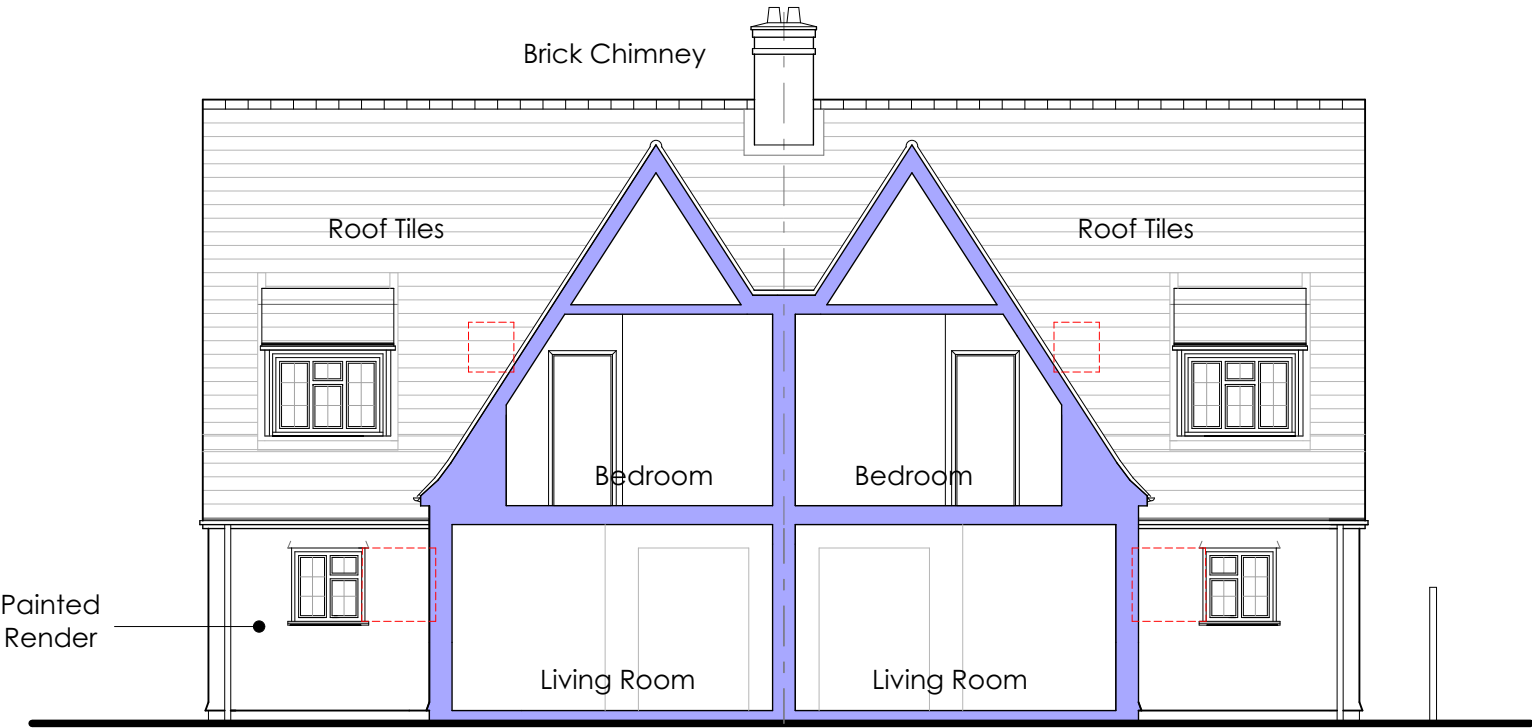 Brick Chimney
Roof Tiles
Roof Tiles
Bedroom
Bedroom
Painted
Render
Living Room
Living Room